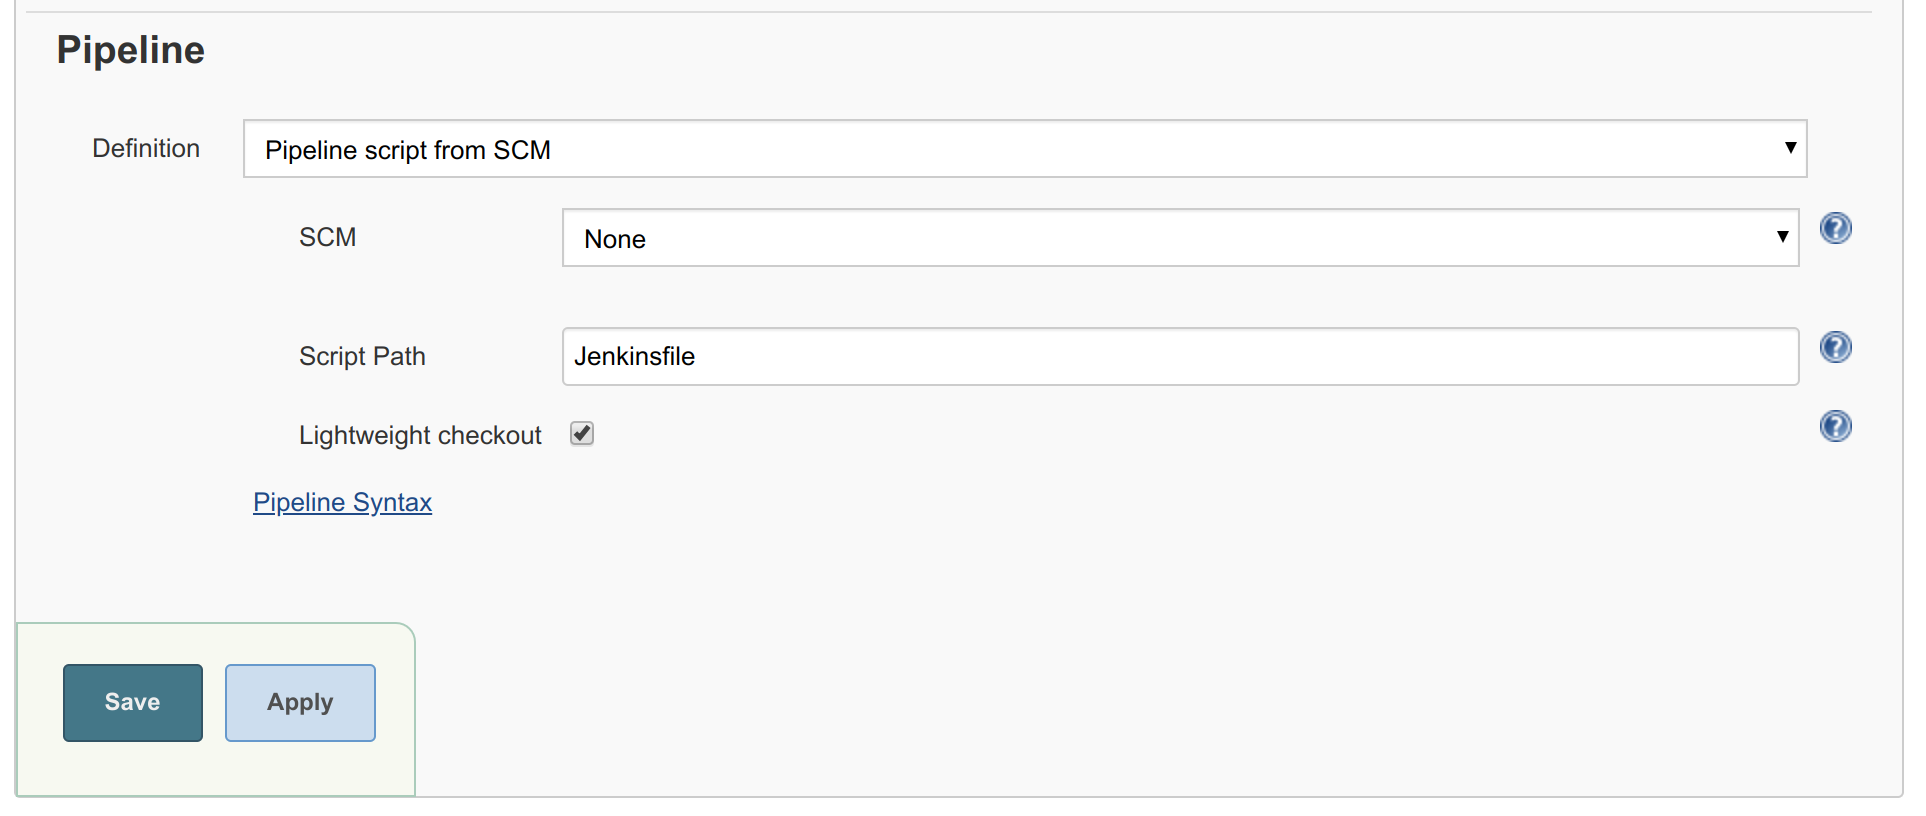 Pipeline
Definition
Pipeline script from SCM
SCM
None
Script Path
Jenkinsfile
Lightweight checkout
Pipeline Syntax
Save
Apply